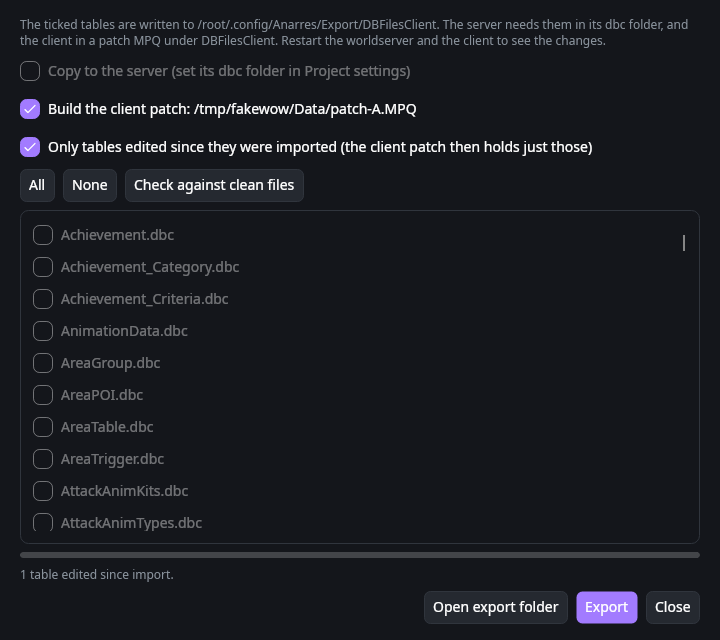 The ticked tables are written to /root/.config/Anarres/Export/DBFilesClient. The server needs them in its dbc folder, and
the client in a patch MPQ under DBFilesClient. Restart the worldserver and the client to see the changes.
Copy to the server (set its dbc folder in Project settings)
Build the client patch: /tmp/fakewow/Data/patch-A.MPQ
Only tables edited since they were imported (the client patch then holds just those)
All None Check against clean files
Achievement.dbc
Achievement_Category.dbc
Achievement_Criteria.dbc
AnimationData.dbc
AreaGroup.dbc
AreaPOI.dbc
AreaTable.dbc
AreaTrigger.dbc
AttackAnimKits.dbc
AttackAnimTypes.dbc
1 table edited since import.
Open export folder Export Close